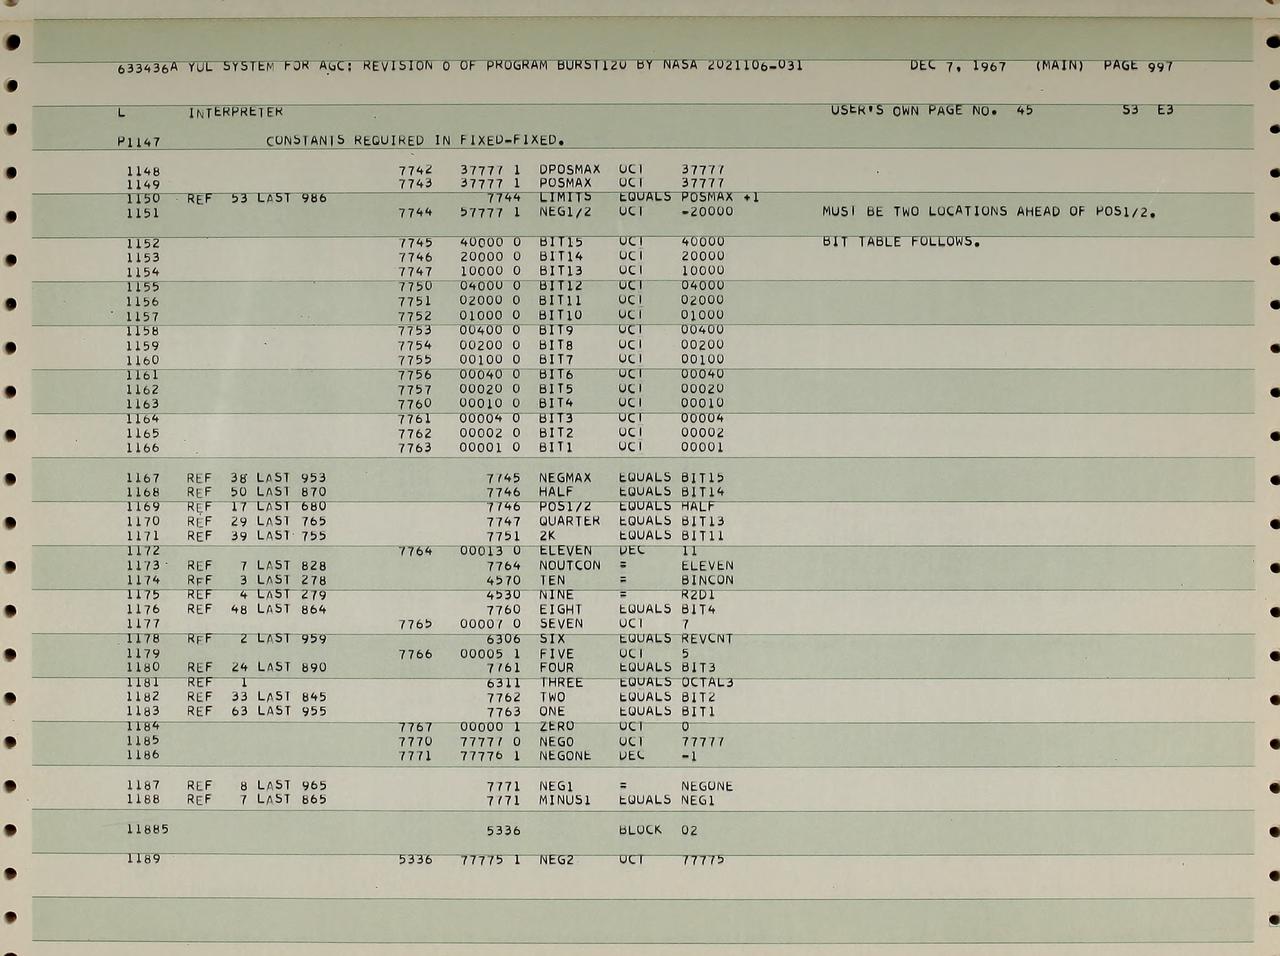 633436A YUL SYSTEM FOR AGC: REVISION 0 OF PROGRAM BURST120 BY NASA 2021106-031 DEC 7, 1967 (MAIN) PAGE 997
L INTERPRETER USER'S OWN PAGE NO. 45 S3 E3
P1147 CONSTANTS REQUIRED IN FIXED-FIXED.
1148 7742 37777 1 DPOSMAX OCT 37777
1149 7743 37777 1 POSMAX OCT 37777
1150 REF 53 LAST 986 7744 LIMITS EQUALS POSMAX +1
1151 7744 57777 1 NEG1/2 OCT -20000 MUST BE TWO LOCATIONS AHEAD OF POS1/2.
1152 7745 40000 0 BIT15 OCT 40000 BIT TABLE FOLLOWS.
1153 7746 20000 0 BIT14 OCT 20000
1154 7747 10000 0 BIT13 OCT 10000
1155 7750 04000 0 BIT12 OCT 04000
1156 7751 02000 0 BIT11 OCT 02000
1157 7752 01000 0 BIT10 OCT 01000
1158 7753 00400 0 BIT9 OCT 00400
1159 7754 00200 0 BIT8 OCT 00200
1160 7755 00100 0 BIT7 OCT 00100
1161 7756 00040 0 BIT6 OCT 00040
1162 7757 00020 0 BIT5 OCT 00020
1163 7760 00010 0 BIT4 OCT 00010
1164 7761 00004 0 BIT3 OCT 00004
1165 7762 00002 0 BIT2 OCT 00002
1166 7763 00001 0 BIT1 OCT 00001
1167 REF 38 LAST 953 7745 NEGMAX EQUALS BIT15
1168 REF 50 LAST 870 7746 HALF EQUALS BIT14
1169 REF 17 LAST 680 7746 POS1/2 EQUALS HALF
1170 REF 29 LAST 765 7747 QUARTER EQUALS BIT13
1171 REF 39 LAST 755 7751 2K EQUALS BIT11
1172 7764 00013 0 ELEVEN DEC 11
1173 REF 7 LAST 828 7764 NOUTCON = ELEVEN
1174 REF 3 LAST 278 4570 TEN = BINCON
1175 REF 4 LAST 279 4530 NINE = R2D1
1176 REF 48 LAST 864 7760 EIGHT EQUALS BIT4
1177 7765 00007 0 SEVEN OCT 7
1178 REF 2 LAST 959 6306 SIX EQUALS REVCNT
1179 7766 00005 1 FIVE OCT 5
1180 REF 24 LAST 890 7761 FOUR EQUALS BIT3
1181 REF 1 6311 THREE EQUALS OCTAL3
1182 REF 33 LAST 845 7762 TWO EQUALS BIT2
1183 REF 63 LAST 955 7763 ONE EQUALS BIT1
1184 7767 00000 1 ZERO OCT 0
1185 7770 77777 0 NEG0 OCT 77777
1186 7771 77776 1 NEGONE DEC -1
1187 REF 8 LAST 965 7771 NEG1 = NEGONE
1188 REF 7 LAST 865 7771 MINUS1 EQUALS NEG1
11885 5336 BLOCK 02
1189 5336 77775 1 NEG2 OCT 77775